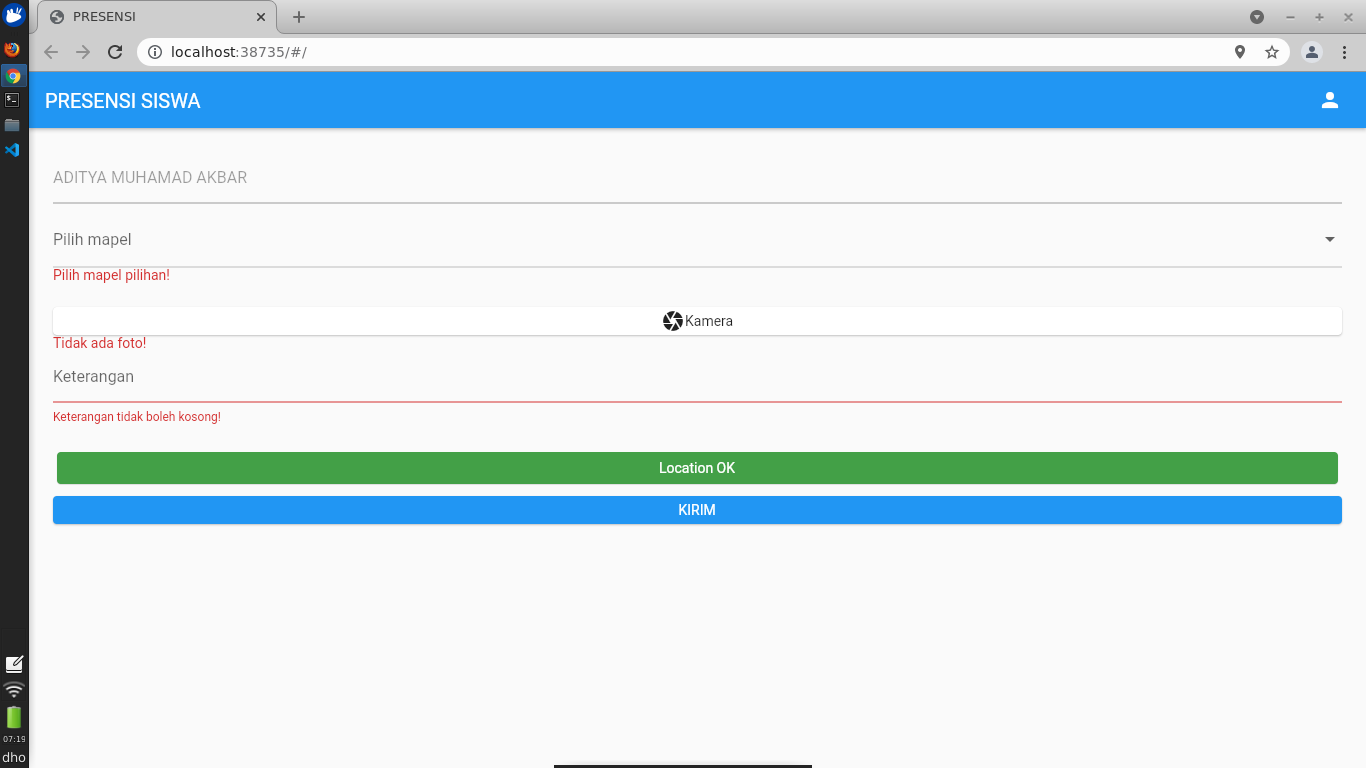 PRESENSI
localhost:38735/#/
PRESENSI SISWA
ADITYA MUHAMAD AKBAR
Pilih mapel
Pilih mapel pilihan!
Kamera
Tidak ada foto!
Keterangan
Keterangan tidak boleh kosong!
Location OK
KIRIM
07:19
dho